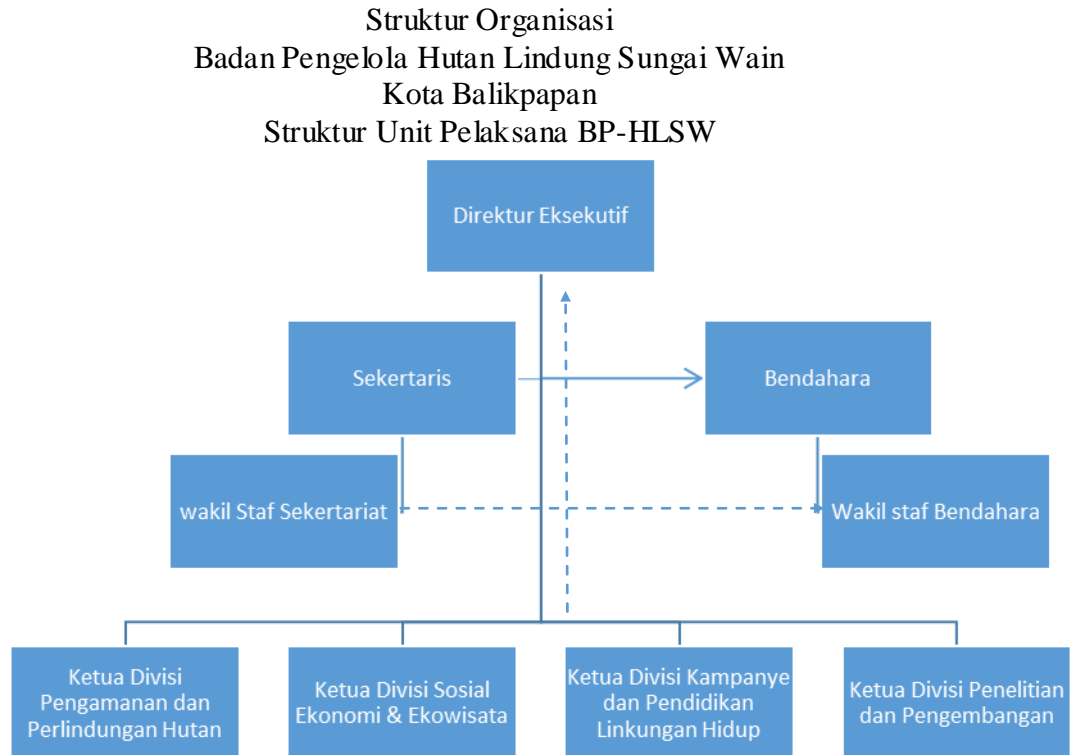 Struktur Organisasi
Badan Pengelola Hutan Lindung Sungai Wain
Kota Balikpapan
Struktur Unit Pelaksana BP-HLSW
Direktur Eksekutif
Sekertaris
Bendahara
wakil Staf Sekertariat
Wakil staf Bendahara
Ketua Divisi
Pengamanan dan
Perlindungan Hutan
Ketua Divisi Sosial
Ekonomi & Ekowisata
Ketua Divisi Kampanye
dan Pendidikan
Linkungan Hidup
Ketua Divisi Penelitian
dan Pengembangan